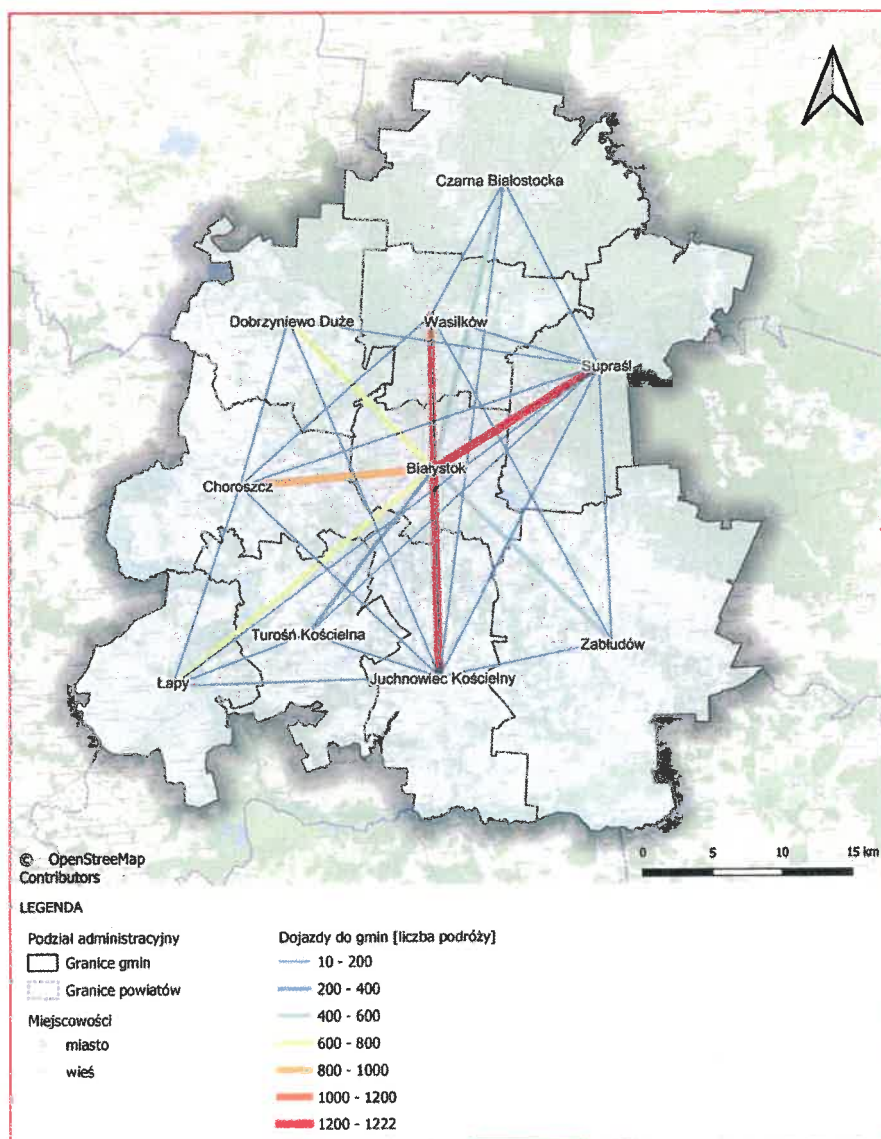 Czarna Białostocka
Dobrzyniewo Duże
Wasilków
Supraśl
Białystok
Choroszcz
Turośń Kościelna
Zabłudów
Łapy
Juchnowiec Kościelny
© OpenStreetMap
Contributors
0 5 10 15 km
LEGENDA
Podział administracyjny
Granice gmin
Granice powiatów
Miejscowości
miasto
wieś
Dojazdy do gmin [liczba podróży]
10 - 200
200 - 400
400 - 600
600 - 800
800 - 1000
1000 - 1200
1200 - 1222